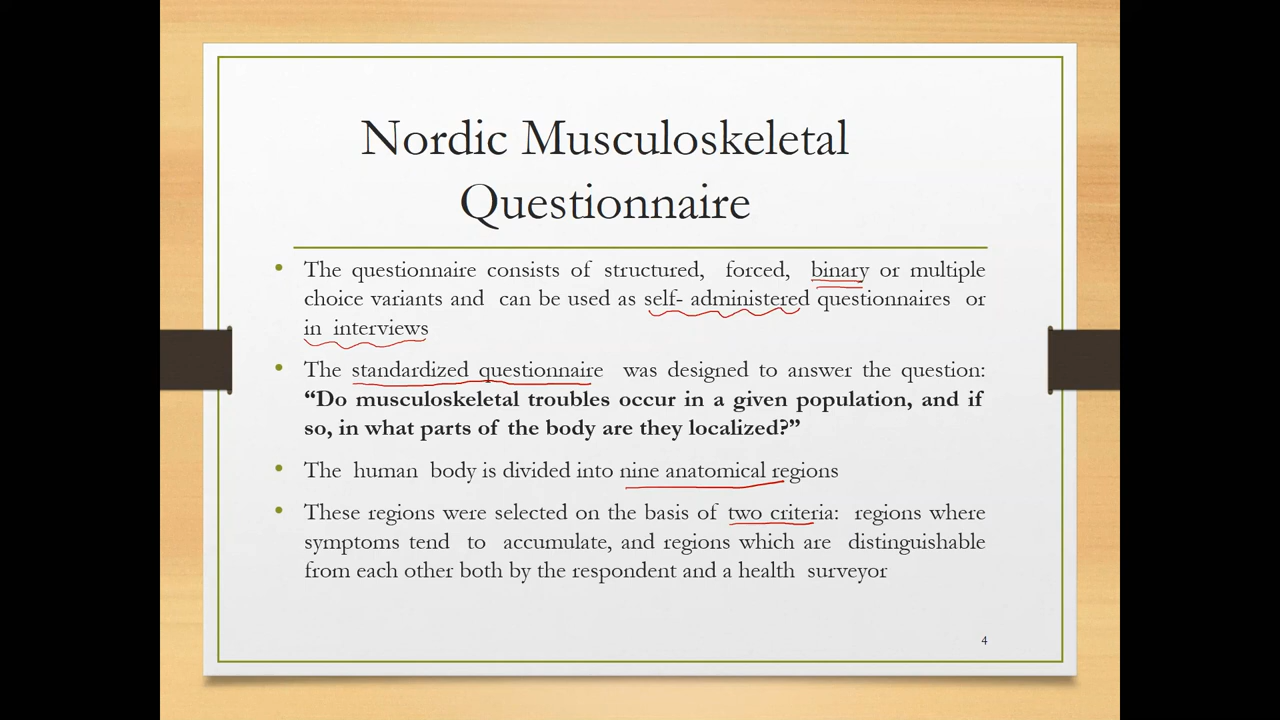 Nordic Musculoskeletal
Questionnaire
• The questionnaire consists of structured, forced, binary or multiple
choice variants and can be used as self- administered questionnaires or
in interviews
• The standardized questionnaire was designed to answer the question:
“Do musculoskeletal troubles occur in a given population, and if
so, in what parts of the body are they localized?”
• The human body is divided into nine anatomical regions
• These regions were selected on the basis of two criteria: regions where
symptoms tend to accumulate, and regions which are distinguishable
from each other both by the respondent and a health surveyor
4